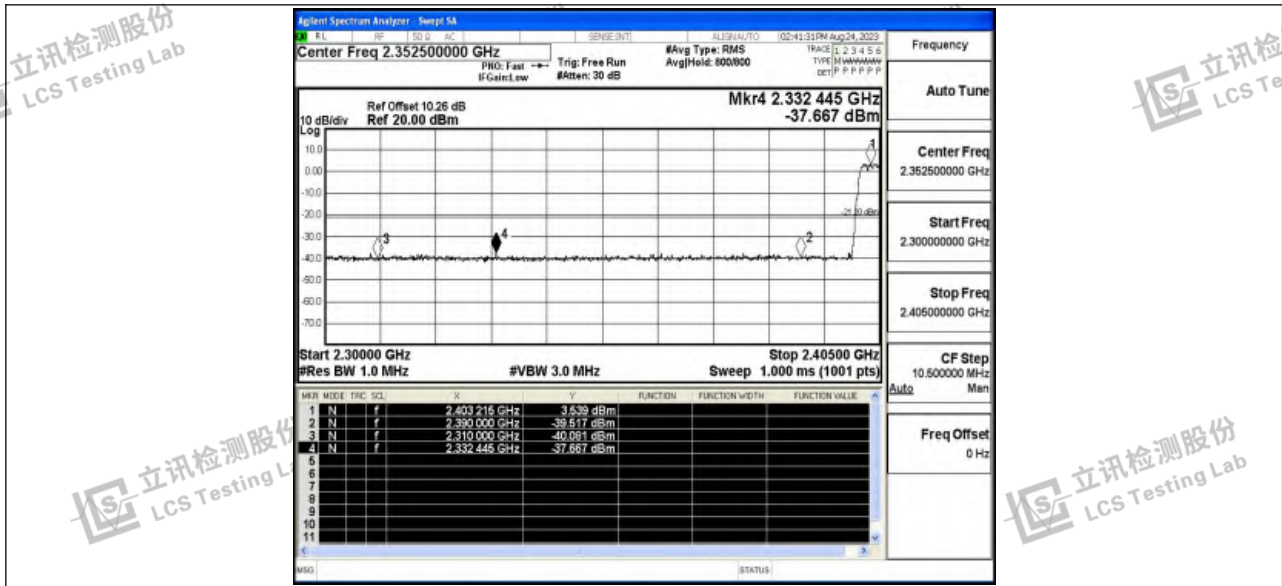 立讯检测股份
LCS Testing Lab
Agilent Spectrum Analyzer - Swept SA
RL RF 50 Ω AC SENSE:INT ALIGNAUTO 02:41:31PM Aug 24, 2023
Center Freq 2.352500000 GHz
PNO: Fast
IFGain:Low
Trig: Free Run
#Atten: 30 dB
#Avg Type: RMS
Avg|Hold: 800/800
TRACE 1 2 3 4 5 6
TYPE M W W W W W
DET P P P P P P
Ref Offset 10.26 dB
10 dB/div Ref 20.00 dBm
Log
Mkr4 2.332 445 GHz
-37.667 dBm
10.0
0.00
-10.0
-20.0
-30.0
-40.0
-50.0
-60.0
-70.0
1
2
3
4
Start 2.30000 GHz Stop 2.40500 GHz
#Res BW 1.0 MHz #VBW 3.0 MHz Sweep 1.000 ms (1001 pts)
MKR MODE TRC SCL X Y FUNCTION FUNCTION WIDTH FUNCTION VALUE
1 N f 2.403 215 GHz 3.539 dBm
2 N f 2.390 000 GHz -39.517 dBm
3 N f 2.310 000 GHz -40.081 dBm
4 N f 2.332 445 GHz -37.667 dBm
5
6
7
8
9
10
11
MSG STATUS
Frequency
Auto Tune
Center Freq
2.352500000 GHz
Start Freq
2.300000000 GHz
Stop Freq
2.405000000 GHz
CF Step
10.500000 MHz
Auto Man
Freq Offset
0 Hz
立讯
LCS Te
立讯检测股份
LCS Testing La
立讯检测股份
LCS Testing Lab